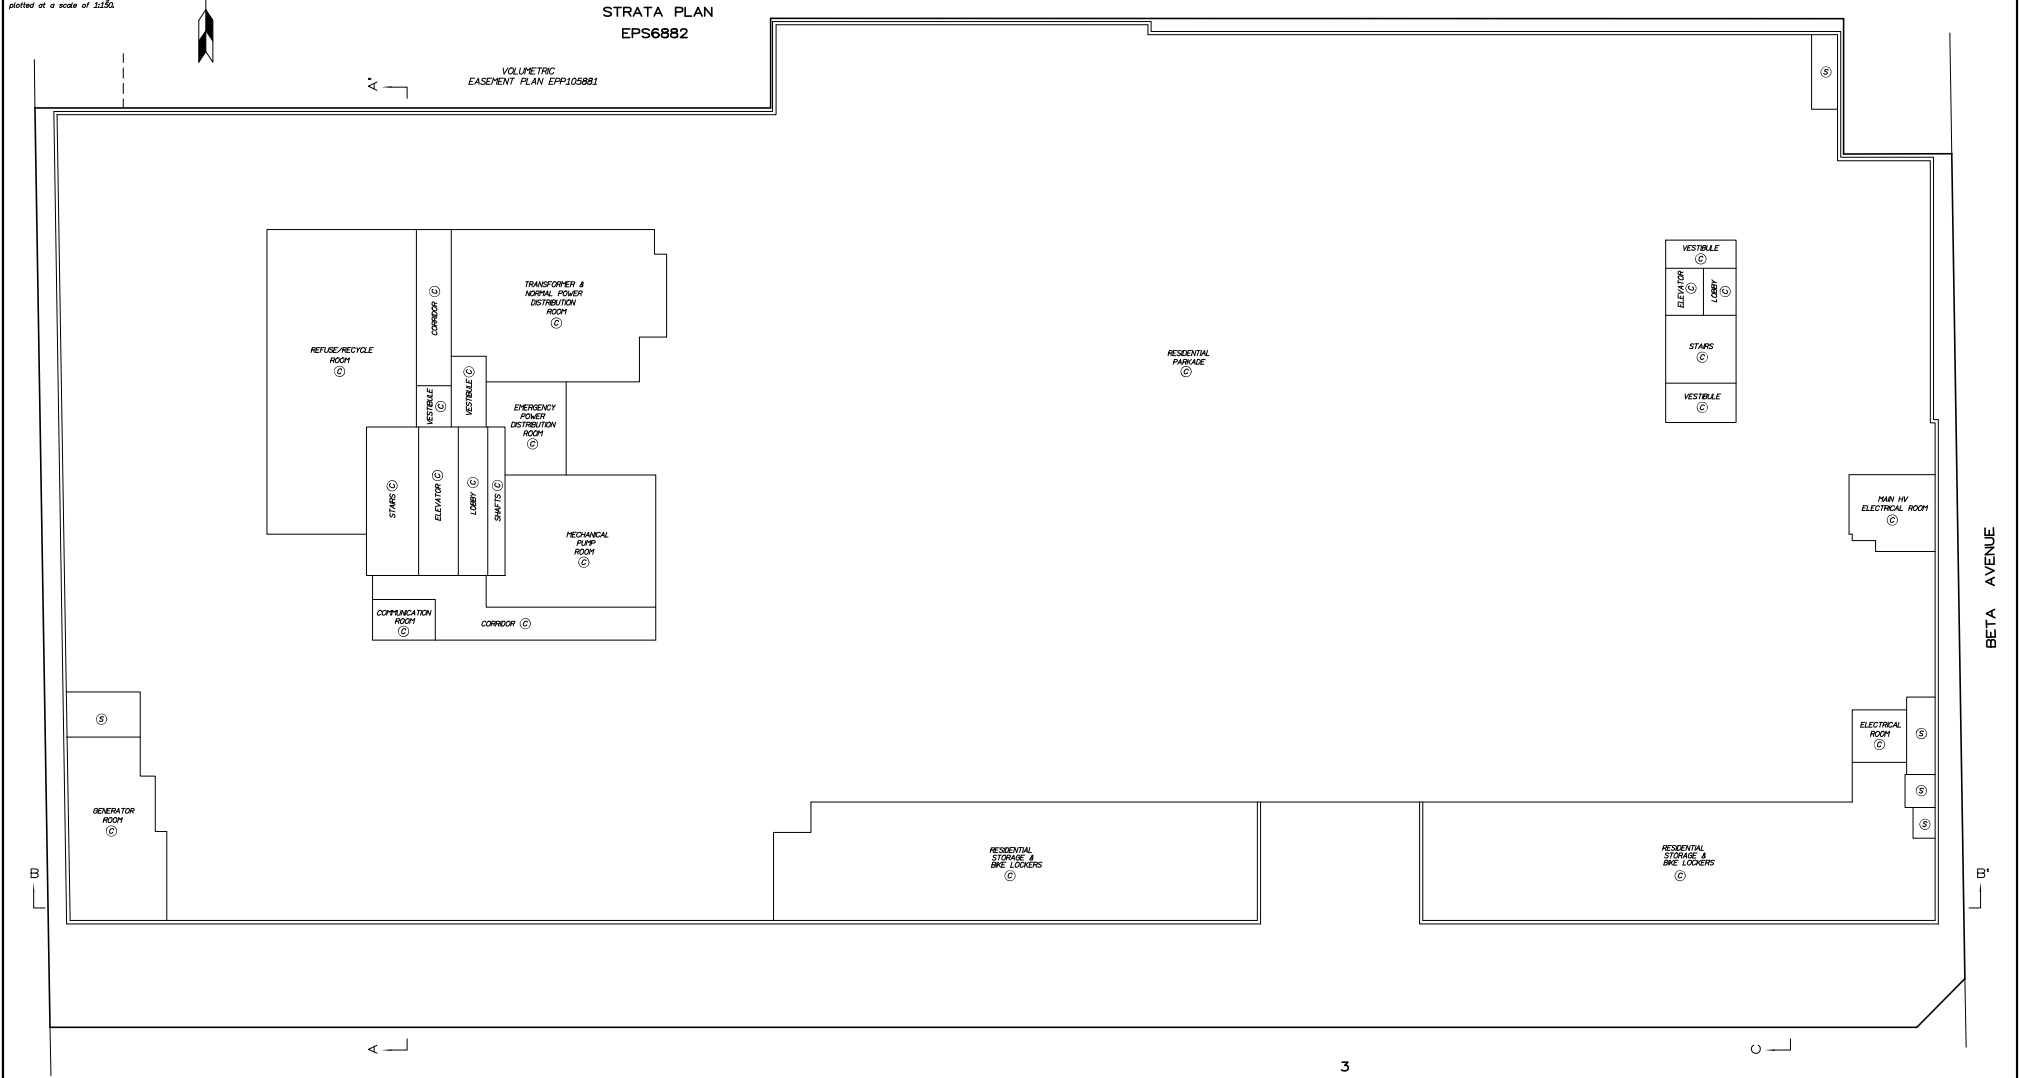 plotted at a scale of 1:150.
STRATA PLAN
EPS6882
VOLUMETRIC
EASEMENT PLAN EPP105881
A'
S
VESTIBULE
C
ELEVATOR C
LOBBY C
STAIRS
C
VESTIBULE
C
TRANSFORMER &
NORMAL POWER
DISTRIBUTION
ROOM
C
CORRIDOR C
REFUSE/RECYCLE
ROOM
C
RESIDENTIAL
PARKADE
C
VESTIBULE C
VESTIBULE C
EMERGENCY
POWER
DISTRIBUTION
ROOM
C
STAIRS C
ELEVATOR C
LOBBY C
SHAFTS C
MECHANICAL
PUMP
ROOM
C
MAIN HV
ELECTRICAL ROOM
C
BETA AVENUE
COMMUNICATION
ROOM
C
CORRIDOR C
S
ELECTRICAL
ROOM
C
S
S
S
GENERATOR
ROOM
C
RESIDENTIAL
STORAGE &
BIKE LOCKERS
C
RESIDENTIAL
STORAGE &
BIKE LOCKERS
C
B
B'
A
C
3